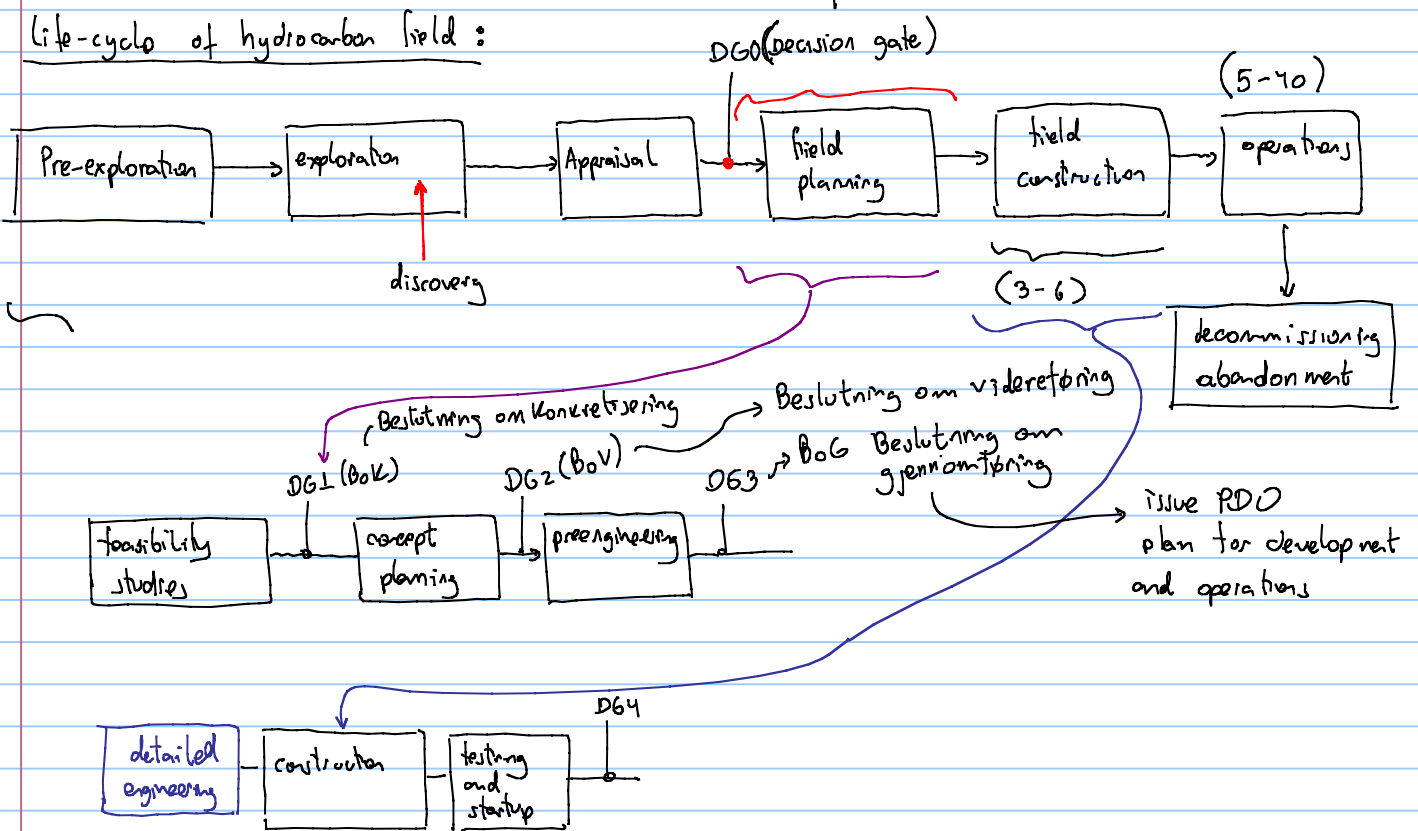 Life-cycle of hydrocarbon field :
DG0 (Decision gate)
(5-40)
Pre-exploration
exploration
Appraisal
field
planning
field
construction
operations
discovery
(3-6)
decommissioning
abandonment
Beslutning om Konkretisering
Beslutning om videreføring
DG1 (BoK)
DG2 (BoV)
DG3
BoG Beslutning om
gjennomføring
issue PDO
plan for development
and operations
feasibility
studies
concept
planning
preengineering
DG4
detailed
engineering
construction
testing
and
startup